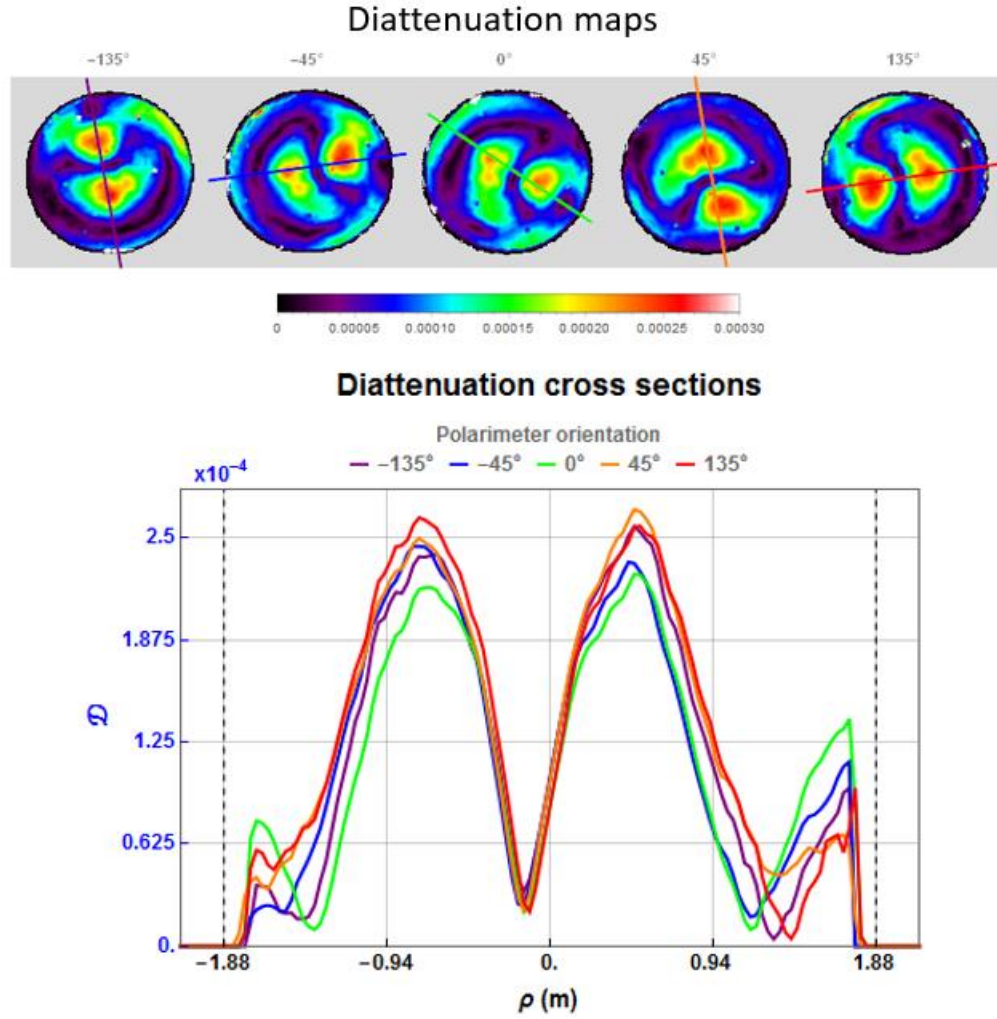 Diattenuation maps
−135° −45° 0° 45° 135°
0 0.00005 0.00010 0.00015 0.00020 0.00025 0.00030
Diattenuation cross sections
Polarimeter orientation
−135° −45° 0° 45° 135°
x10⁻⁴
2.5
1.875
𝒟
1.25
0.625
0.
−1.88 −0.94 0. 0.94 1.88
ρ (m)